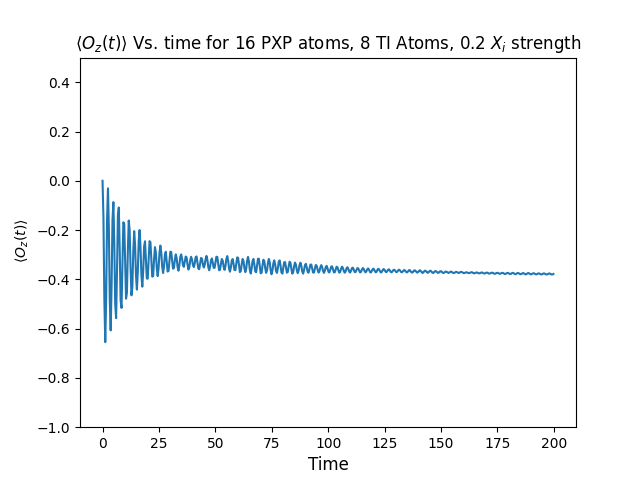 ⟨O_z(t)⟩ Vs. time for 16 PXP atoms, 8 TI Atoms, 0.2 X_i strength
0.4
0.2
0.0
−0.2
−0.4
−0.6
−0.8
−1.0
⟨O_z(t)⟩
0 25 50 75 100 125 150 175 200
Time